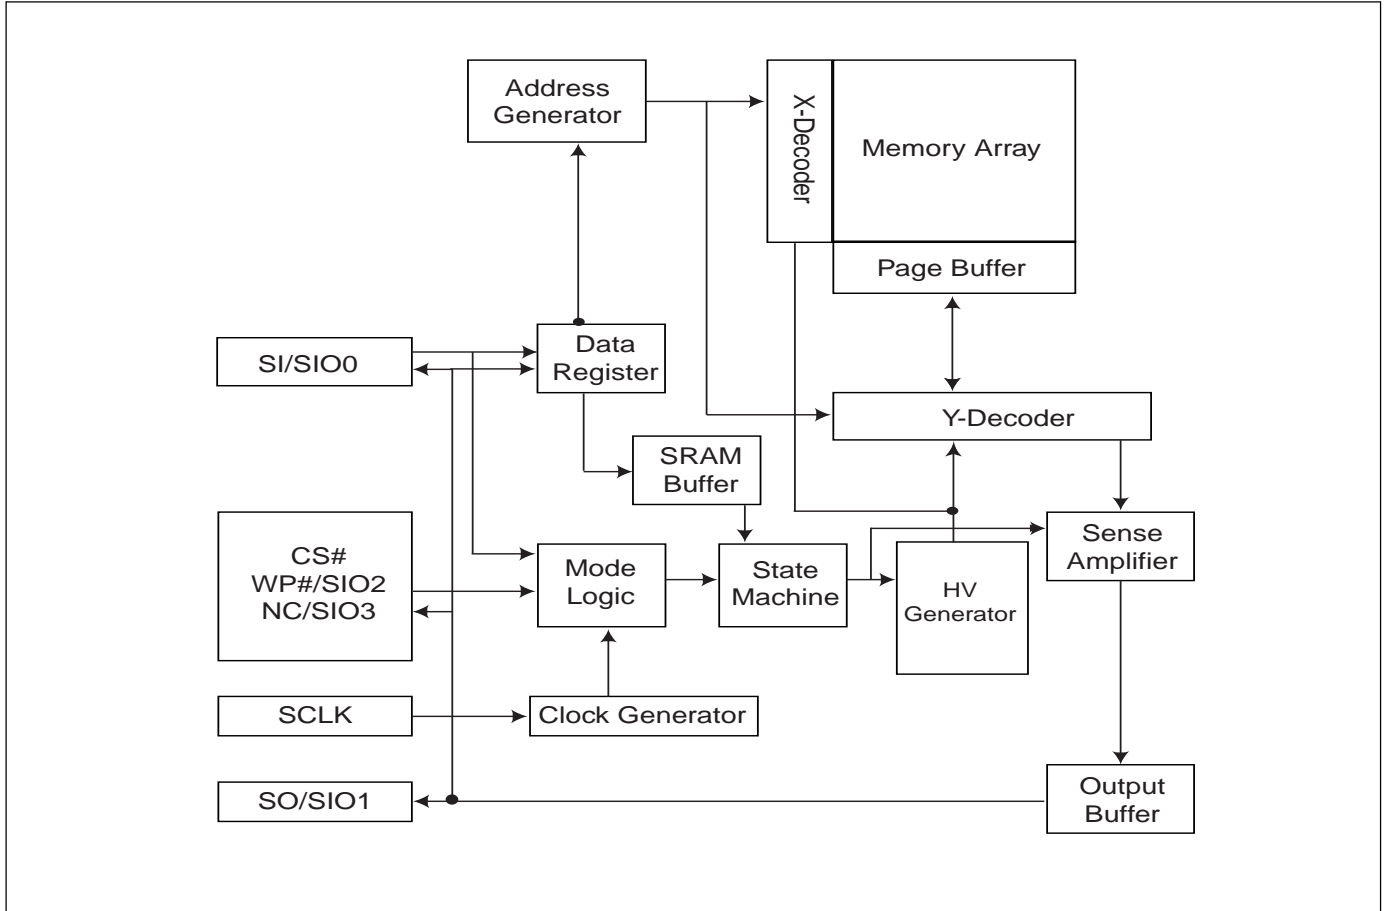 Address
Generator
X-Decoder
Memory Array
Page Buffer
SI/SIO0
Data
Register
Y-Decoder
SRAM
Buffer
CS#
WP#/SIO2
NC/SIO3
Mode
Logic
State
Machine
HV
Generator
Sense
Amplifier
SCLK
Clock Generator
SO/SIO1
Output
Buffer